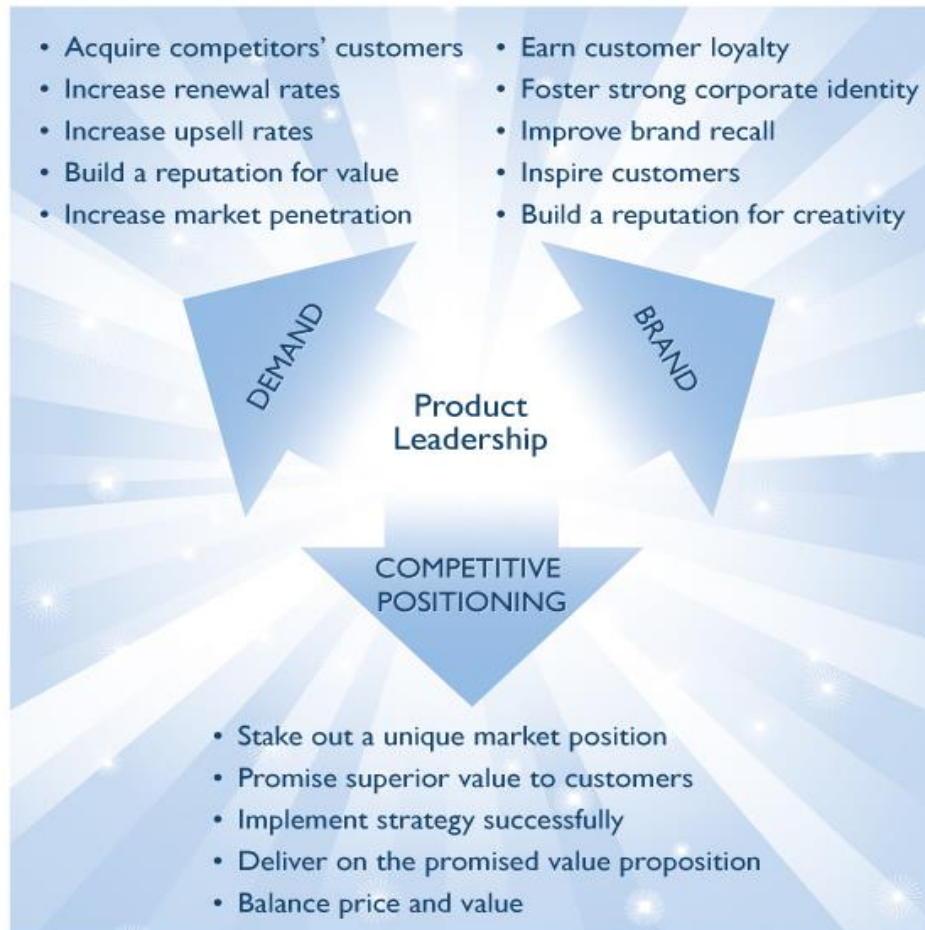 • Acquire competitors' customers
• Increase renewal rates
• Increase upsell rates
• Build a reputation for value
• Increase market penetration
• Earn customer loyalty
• Foster strong corporate identity
• Improve brand recall
• Inspire customers
• Build a reputation for creativity
DEMAND
BRAND
Product
Leadership
COMPETITIVE
POSITIONING
• Stake out a unique market position
• Promise superior value to customers
• Implement strategy successfully
• Deliver on the promised value proposition
• Balance price and value